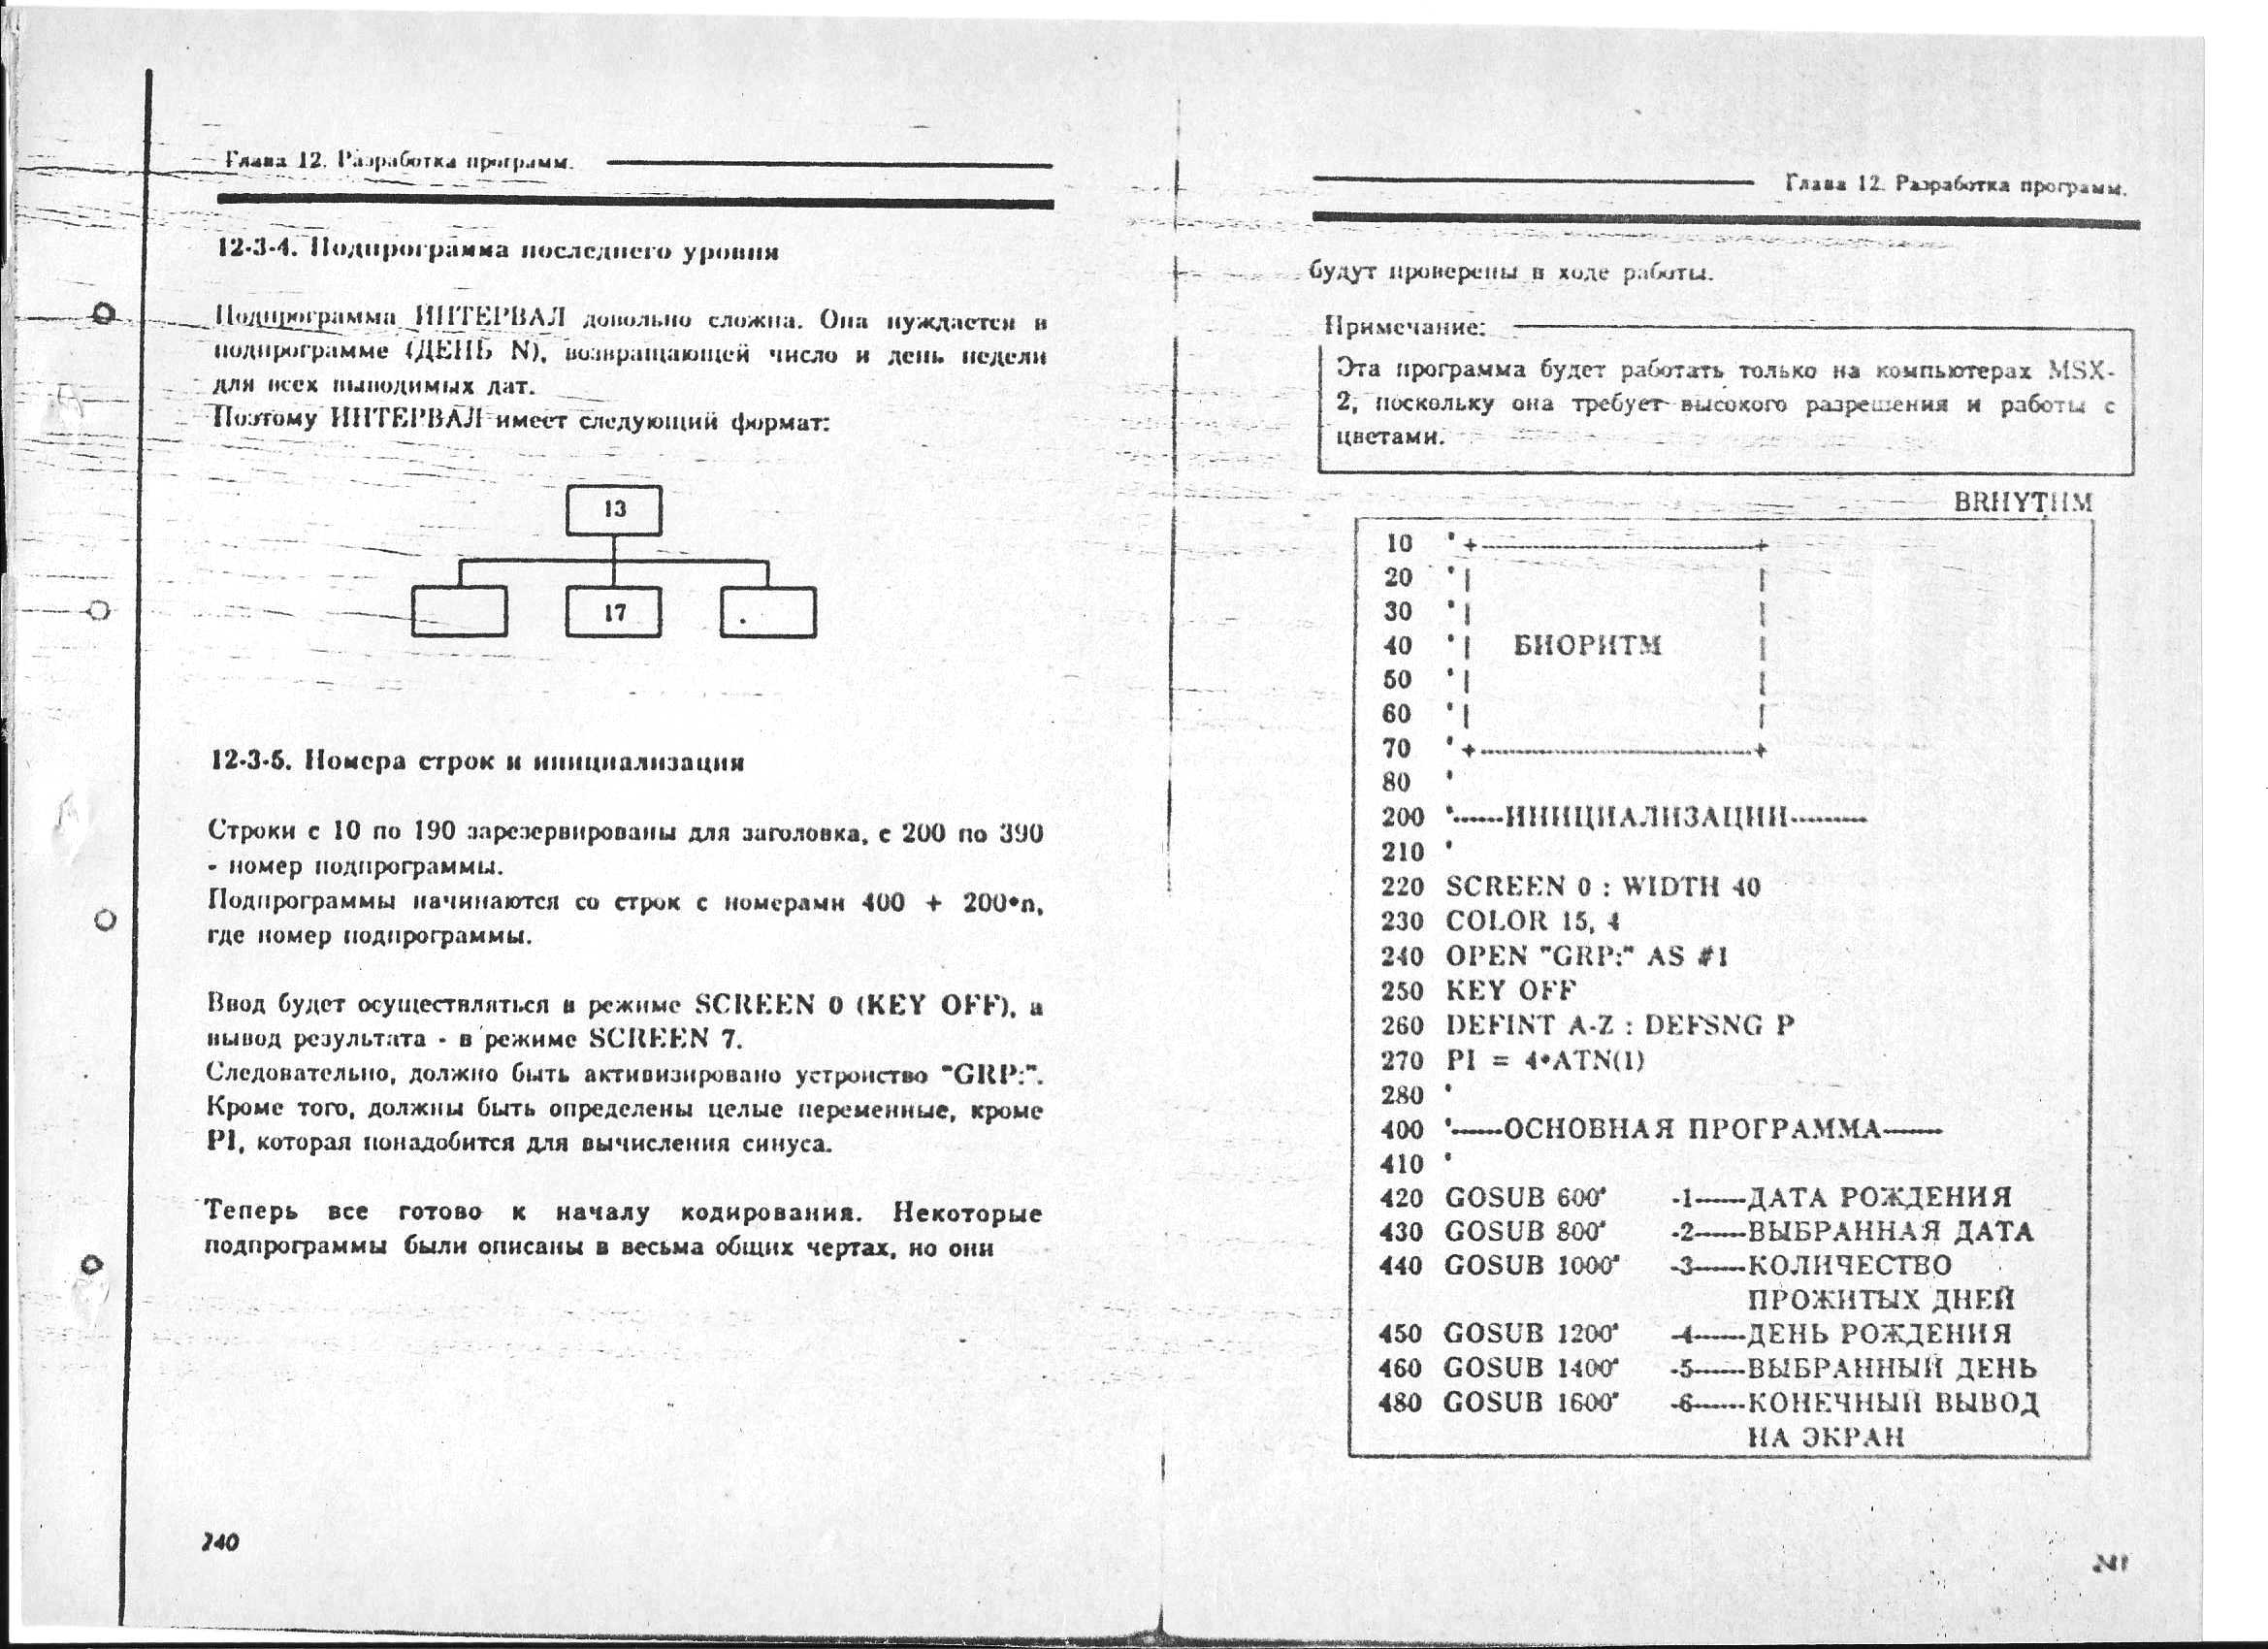 Глава 12. Разработка программ.
12-3-4. Подпрограмма последнего уровня
Подпрограмма ИНТЕРВАЛ довольно сложна. Она нуждается в
подпрограмме (ДЕНЬ N), возвращающей число и день недели
для всех выводимых дат.
Поэтому ИНТЕРВАЛ имеет следующий формат:
13
17
12-3-5. Номера строк и инициализация
Строки с 10 по 190 зарезервированы для заголовка, с 200 по 390
- номер подпрограммы.
Подпрограммы начинаются со строк с номерами 400 + 200*n,
где номер подпрограммы.
Ввод будет осуществляться в режиме SCREEN 0 (KEY OFF), а
вывод результата - в режиме SCREEN 7.
Следовательно, должно быть активизировано устройство "GRP:".
Кроме того, должны быть определены целые переменные, кроме
PI, которая понадобится для вычисления синуса.
Теперь все готово к началу кодирования. Некоторые
подпрограммы были описаны в весьма общих чертах, но они
240
Глава 12. Разработка программ.
будут проверены в ходе работы.
Примечание:
Эта программа будет работать только на компьютерах MSX-
2, поскольку она требует высокого разрешения и работы с
цветами.
BRHYTHM
10 '+-----------------------+
20 '| |
30 '| |
40 '| БИОРИТМ |
50 '| |
60 '| |
70 '+-----------------------+
80 '
200 '------ИНИЦИАЛИЗАЦИИ---------
210 '
220 SCREEN 0 : WIDTH 40
230 COLOR 15, 4
240 OPEN "GRP:" AS #1
250 KEY OFF
260 DEFINT A-Z : DEFSNG P
270 PI = 4*ATN(1)
280 '
400 '------ОСНОВНАЯ ПРОГРАММА-------
410 '
420 GOSUB 600' -1------ДАТА РОЖДЕНИЯ
430 GOSUB 800' -2------ВЫБРАННАЯ ДАТА
440 GOSUB 1000' -3------КОЛИЧЕСТВО
ПРОЖИТЫХ ДНЕЙ
450 GOSUB 1200' -4------ДЕНЬ РОЖДЕНИЯ
460 GOSUB 1400' -5------ВЫБРАННЫЙ ДЕНЬ
480 GOSUB 1600' -6------КОНЕЧНЫЙ ВЫВОД
НА ЭКРАН
241